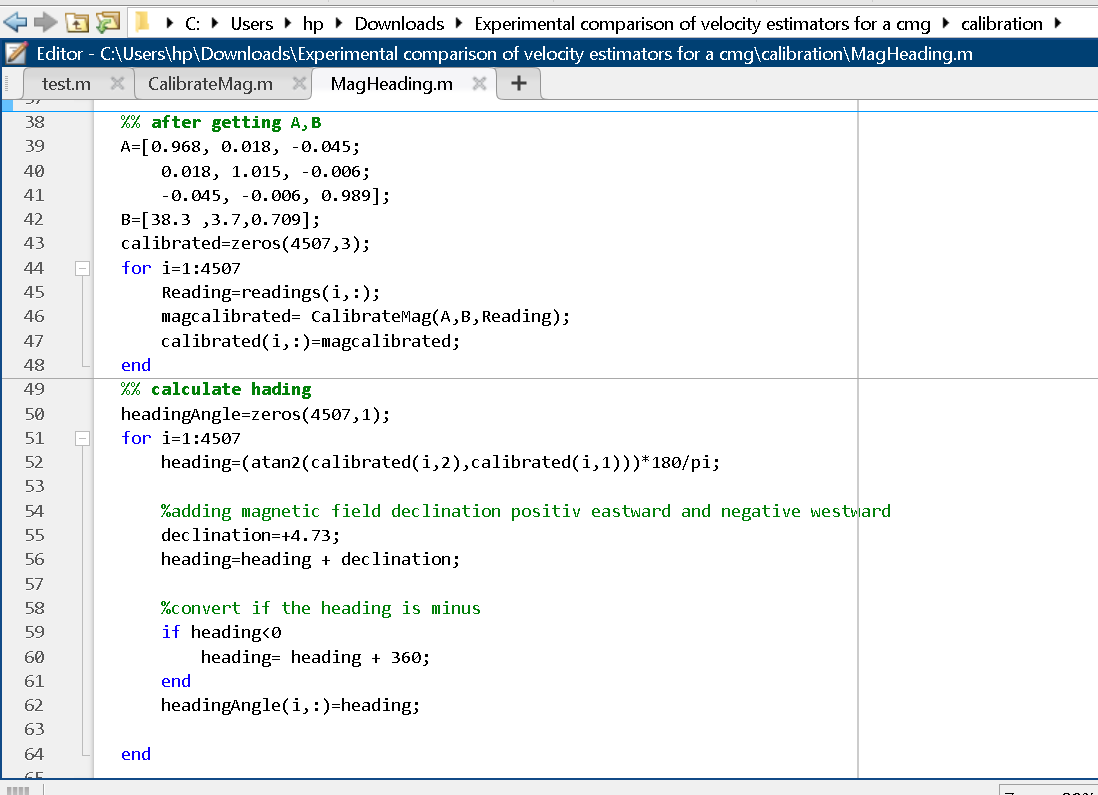 C: Users hp Downloads Experimental comparison of velocity estimators for a cmg calibration
Editor - C:\Users\hp\Downloads\Experimental comparison of velocity estimators for a cmg\calibration\MagHeading.m
test.m CalibrateMag.m MagHeading.m +
37
38 %% after getting A,B
39 A=[0.968, 0.018, -0.045;
40 0.018, 1.015, -0.006;
41 -0.045, -0.006, 0.989];
42 B=[38.3 ,3.7,0.709];
43 calibrated=zeros(4507,3);
44 for i=1:4507
45 Reading=readings(i,:);
46 magcalibrated= CalibrateMag(A,B,Reading);
47 calibrated(i,:)=magcalibrated;
48 end
49 %% calculate hading
50 headingAngle=zeros(4507,1);
51 for i=1:4507
52 heading=(atan2(calibrated(i,2),calibrated(i,1)))*180/pi;
53
54 %adding magnetic field declination positiv eastward and negative westward
55 declination=+4.73;
56 heading=heading + declination;
57
58 %convert if the heading is minus
59 if heading<0
60 heading= heading + 360;
61 end
62 headingAngle(i,:)=heading;
63
64 end
65